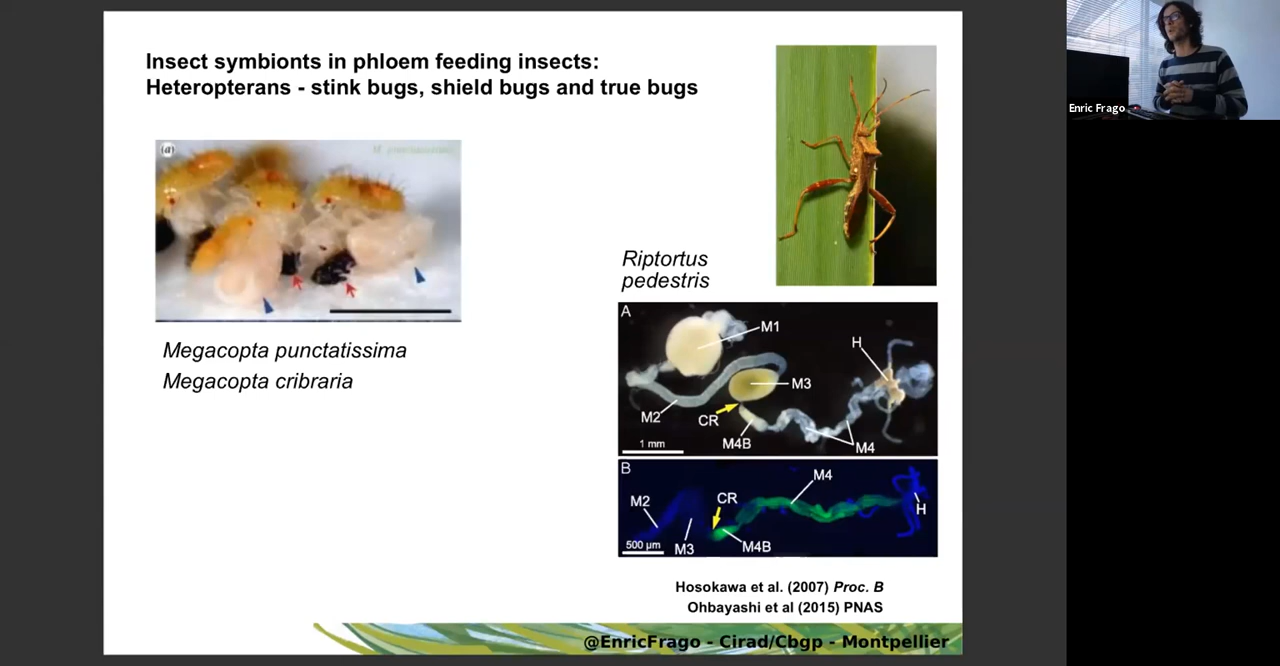 Insect symbionts in phloem feeding insects:
Heteropterans - stink bugs, shield bugs and true bugs
Enric Frago
(a)
Megacopta punctatissima
Megacopta cribraria
Riptortus
pedestris
A
M1
H
M3
M2
CR
M4B
M4
1 mm
B
M4
M2
CR
H
M3
M4B
500 µm
Hosokawa et al. (2007) Proc. B
Ohbayashi et al (2015) PNAS
@EnricFrago - Cirad/Cbgp - Montpellier